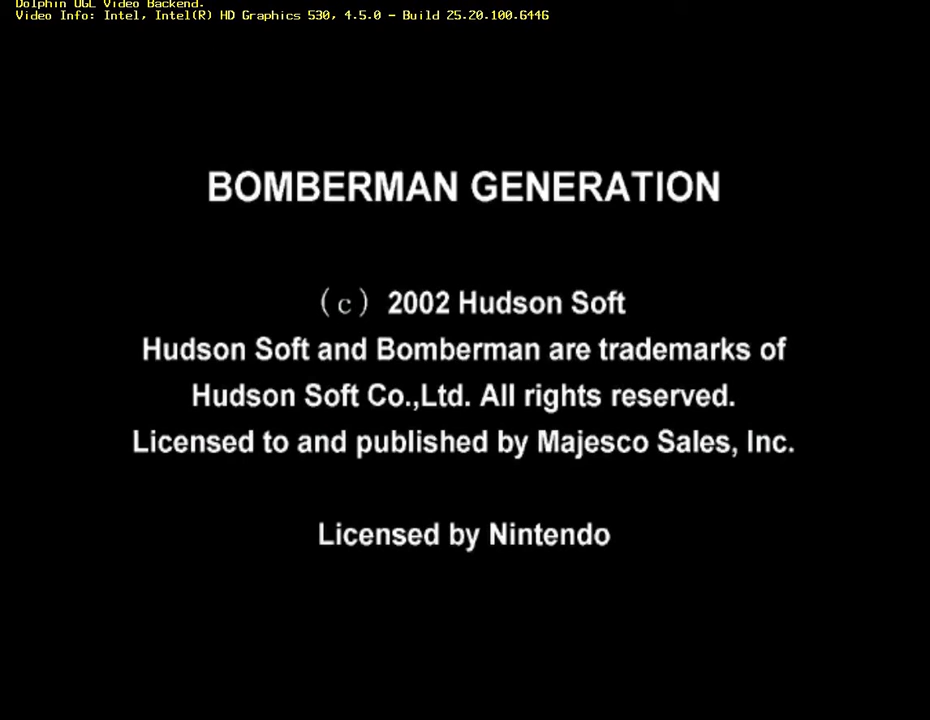 Dolphin OGL Video Backend.
Video Info: Intel, Intel(R) HD Graphics 530, 4.5.0 - Build 25.20.100.6446
BOMBERMAN GENERATION
(c) 2002 Hudson Soft
Hudson Soft and Bomberman are trademarks of
Hudson Soft Co.,Ltd. All rights reserved.
Licensed to and published by Majesco Sales, Inc.
Licensed by Nintendo